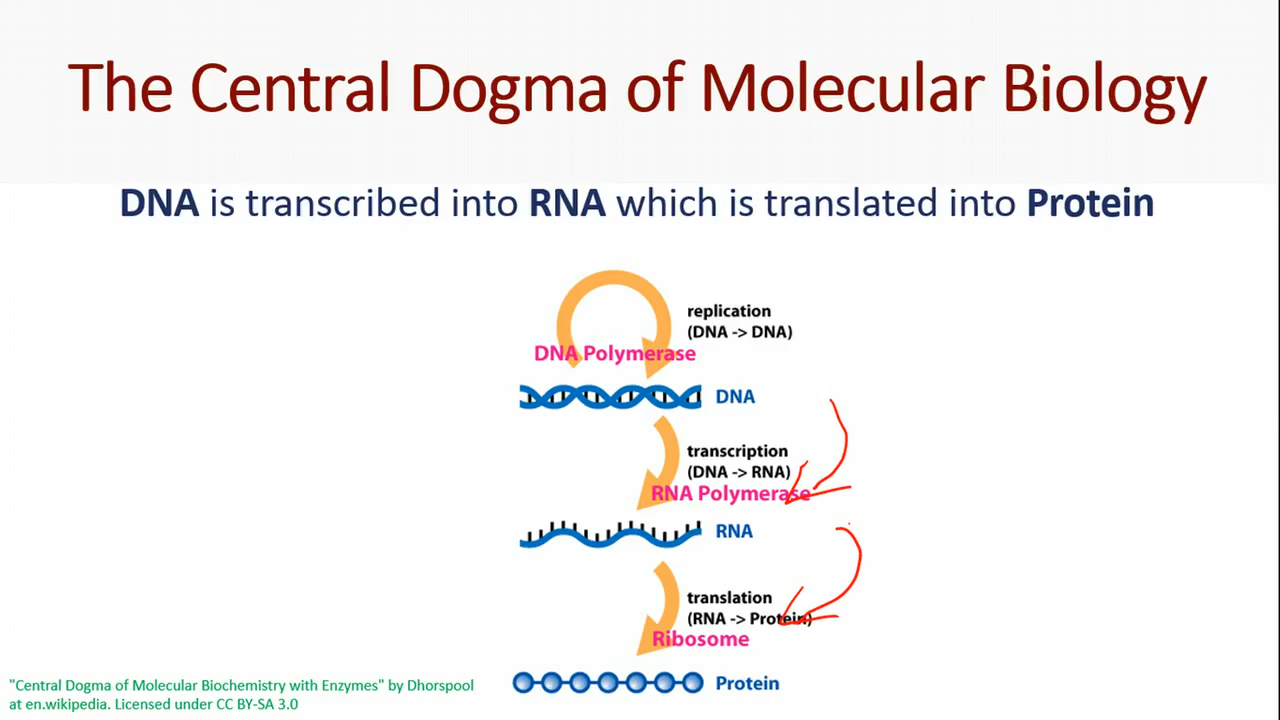 The Central Dogma of Molecular Biology
DNA is transcribed into RNA which is translated into Protein
replication
(DNA -> DNA)
DNA Polymerase
DNA
transcription
(DNA -> RNA)
RNA Polymerase
RNA
translation
(RNA -> Protein)
Ribosome
Protein
"Central Dogma of Molecular Biochemistry with Enzymes" by Dhorspool
at en.wikipedia. Licensed under CC BY-SA 3.0